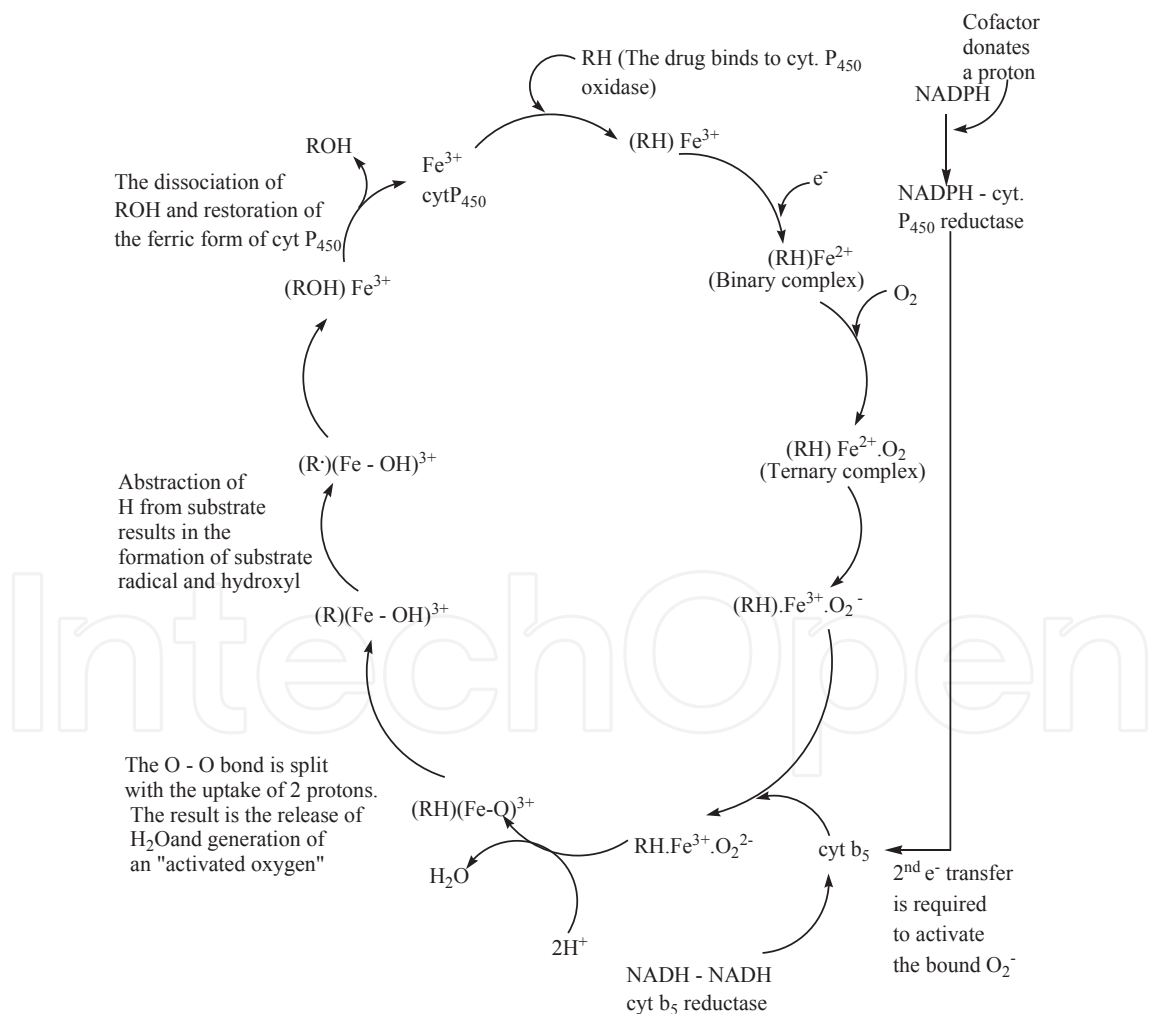 Cofactor
donates
a proton
NADPH
NADPH - cyt.
P₄₅₀ reductase
RH (The drug binds to cyt. P₄₅₀
oxidase)
(RH) Fe³⁺
e⁻
(RH)Fe²⁺
(Binary complex)
O₂
(RH) Fe²⁺.O₂
(Ternary complex)
(RH).Fe³⁺.O₂⁻
RH.Fe³⁺.O₂²⁻
cyt b₅
2ⁿᵈ e⁻ transfer
is required
to activate
the bound O₂⁻
NADH - NADH
cyt b₅ reductase
2H⁺
H₂O
(RH)(Fe-O)³⁺
The O - O bond is split
with the uptake of 2 protons.
The result is the release of
H₂Oand generation of
an "activated oxygen"
(R)(Fe - OH)³⁺
Abstraction of
H from substrate
results in the
formation of substrate
radical and hydroxyl
(R·)(Fe - OH)³⁺
(ROH) Fe³⁺
The dissociation of
ROH and restoration of
the ferric form of cyt P₄₅₀
ROH
Fe³⁺
cytP₄₅₀
IntechOpen